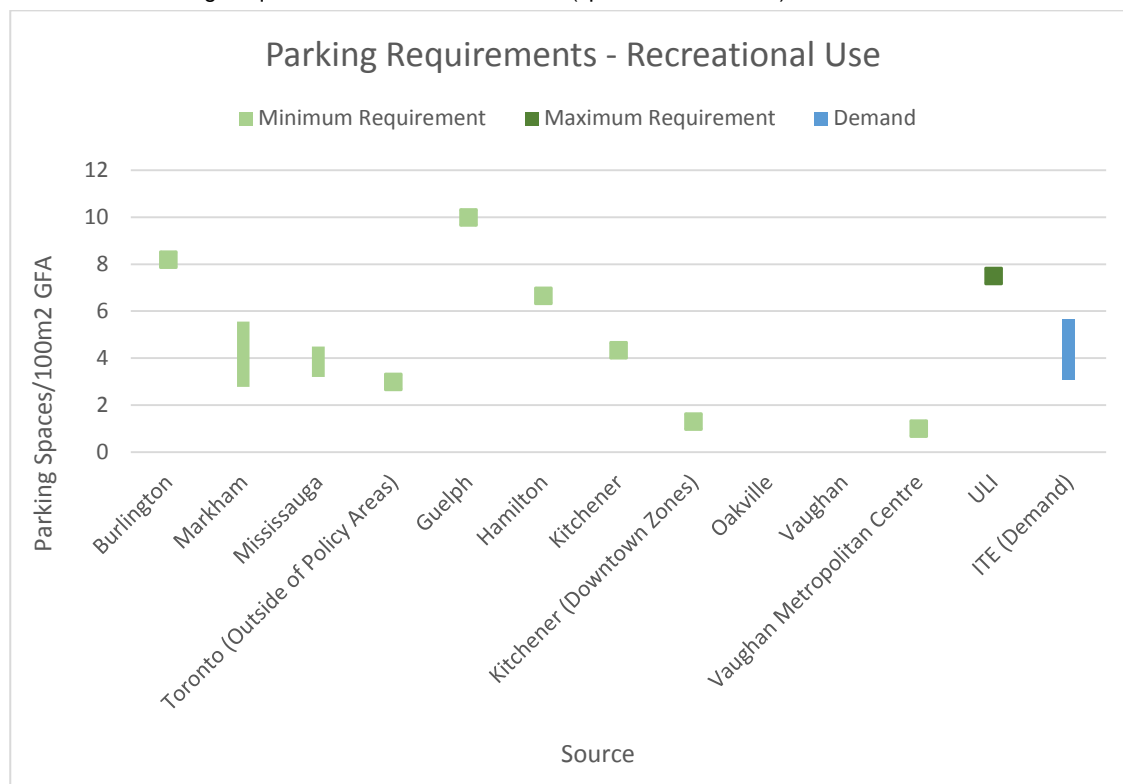 Parking Requirements - Recreational Use
Minimum Requirement Maximum Requirement Demand
Parking Spaces/100m2 GFA
12
10
8
6
4
2
0
Burlington
Markham
Mississauga
Toronto (Outside of Policy Areas)
Guelph
Hamilton
Kitchener
Kitchener (Downtown Zones)
Oakville
Vaughan
Vaughan Metropolitan Centre
ULI
ITE (Demand)
Source